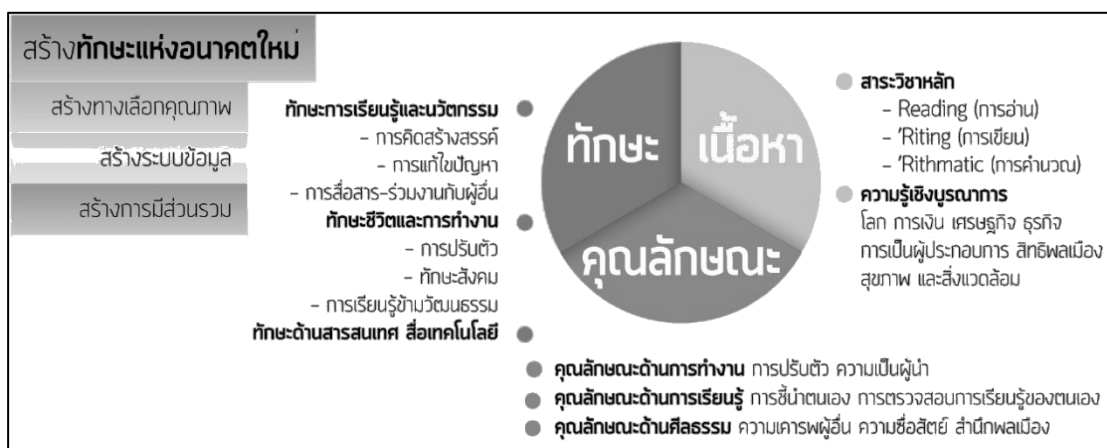 สร้างทักษะแห่งอนาคตใหม่
สร้างทางเลือกคุณภาพ
สร้างระบบข้อมูล
สร้างการมีส่วนรวม
ทักษะการเรียนรู้และนวัตกรรม
- การคิดสร้างสรรค์
- การแก้ไขปัญหา
- การสื่อสาร-ร่วมงานกับผู้อื่น
ทักษะชีวิตและการทำงาน
- การปรับตัว
- ทักษะสังคม
- การเรียนรู้ข้ามวัฒนธรรม
ทักษะด้านสารสนเทศ สื่อเทคโนโลยี
ทักษะ
เนื้อหา
คุณลักษณะ
สาระวิชาหลัก
- Reading (การอ่าน)
- 'Riting (การเขียน)
- 'Rithmatic (การคำนวณ)
ความรู้เชิงบูรณาการ
โลก การเงิน เศรษฐกิจ ธุรกิจ
การเป็นผู้ประกอบการ สิทธิพลเมือง
สุขภาพ และสิ่งแวดล้อม
คุณลักษณะด้านการทำงาน การปรับตัว ความเป็นผู้นำ
คุณลักษณะด้านการเรียนรู้ การชี้นำตนเอง การตรวจสอบการเรียนรู้ของตนเอง
คุณลักษณะด้านศีลธรรม ความเคารพผู้อื่น ความซื่อสัตย์ สำนึกพลเมือง